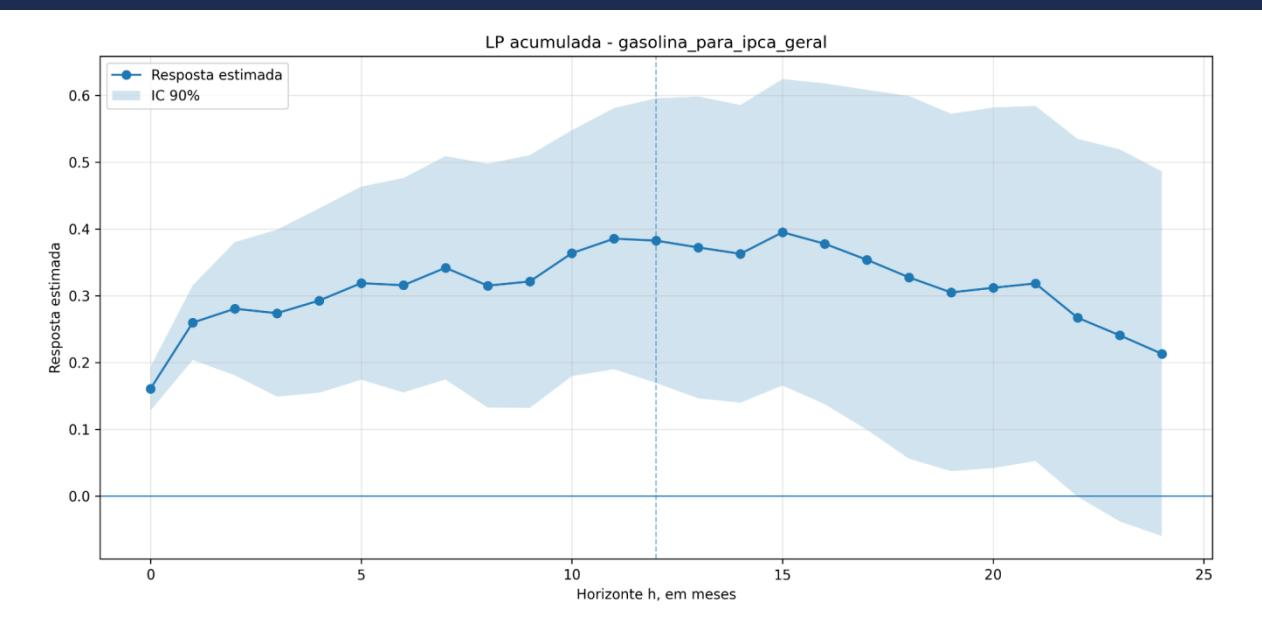 LP acumulada - gasolina_para_ipca_geral
Resposta estimada
IC 90%
Resposta estimada
0.6
0.5
0.4
0.3
0.2
0.1
0.0
0 5 10 15 20 25
Horizonte h, em meses